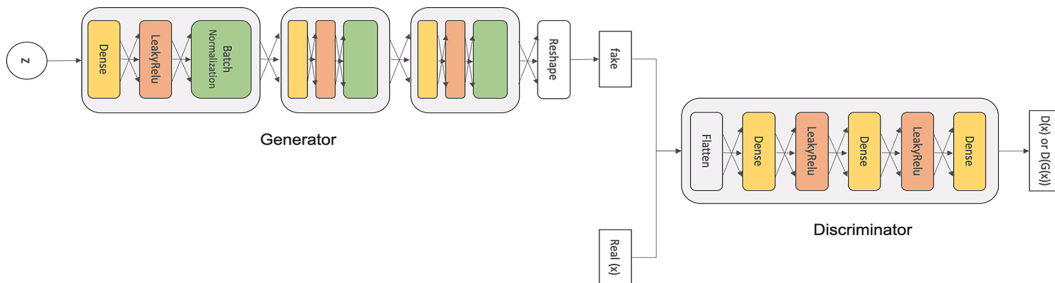 z
Dense
LeakyRelu
Batch
Normalization
Generator
Reshape
fake
Real (x)
Flatten
Dense
LeakyRelu
Dense
LeakyRelu
Dense
Discriminator
D(x) or D(G(x))